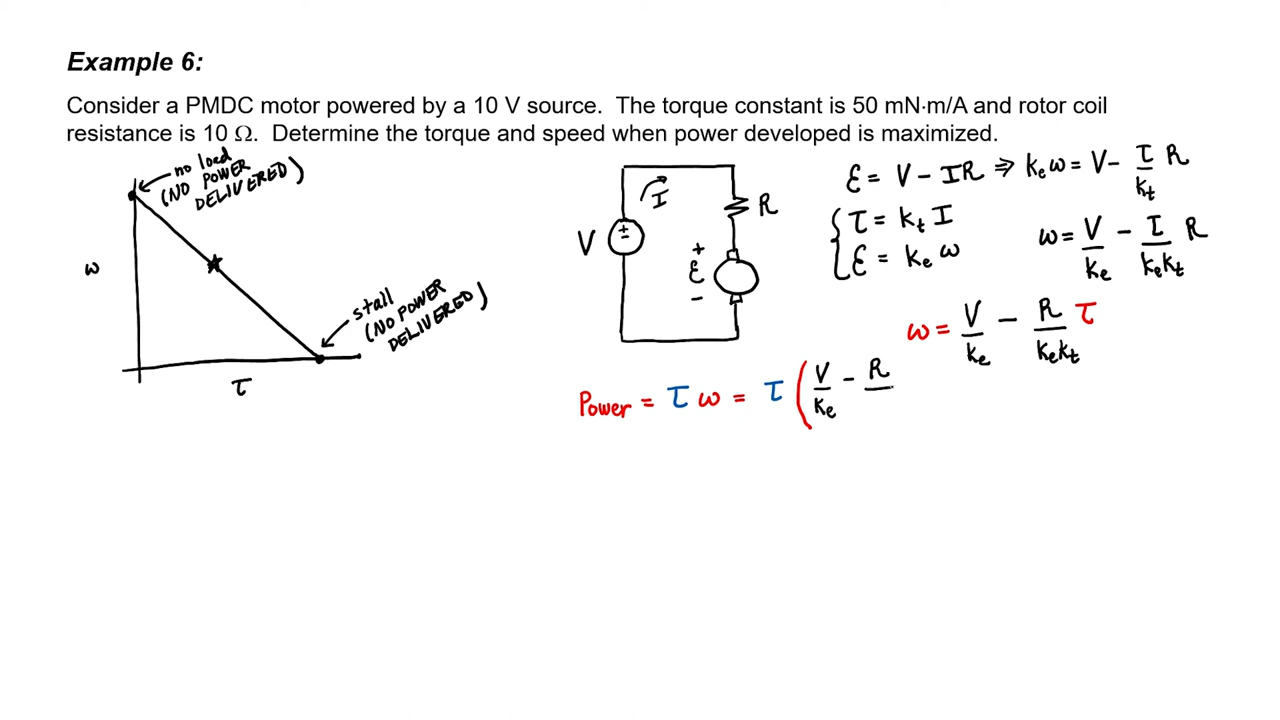 Example 6:
Consider a PMDC motor powered by a 10 V source. The torque constant is 50 mN·m/A and rotor coil
resistance is 10 Ω. Determine the torque and speed when power developed is maximized.
no load
(NO POWER
DELIVERED)
ω
stall
(NO POWER
DELIVERED)
τ
I
R
V
+
-
+
ε
-
ε = V - IR ⇒ keω = V - τ/kt R
τ = kt I
ε = ke ω
ω = V/ke - I/kekt R
ω = V/ke - R/kekt τ
Power = τ ω = τ ( V/ke - R